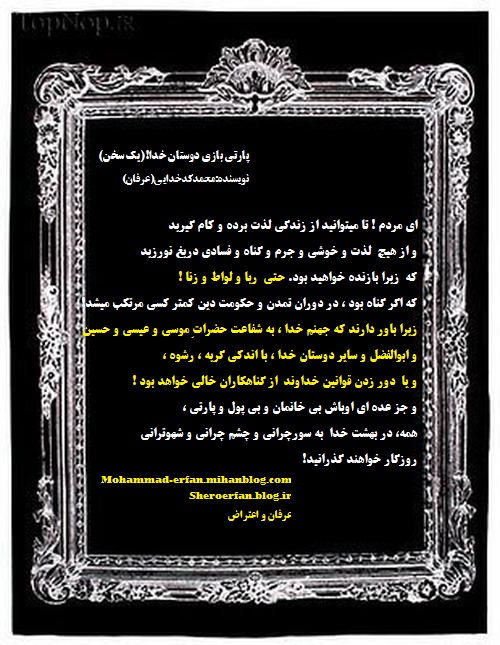 TopNop.ir
پارتی بازی دوستان خدا! (یک سخن)
نویسنده:محمدکدخدایی(عرفان)
ای مردم ! تا میتوانید از زندگی لذت برده و کام گیرید
و از هیچ لذت و خوشی و جرم و گناه و فسادی دریغ نورزید
که زیرا بازنده خواهید بود. حتی ربا و لواط و زنا !
که اگر گناه بود ، در دوران تمدن و حکومت دین کمتر کسی مرتکب میشد
زیرا باور دارند که جهنم خدا ، به شفاعت حضراتِ موسی و عیسی و حسین
و ابوالفضل و سایر دوستان خدا ، با اندکی گریه ، رشوه ،
و یا دور زدن قوانین خداوند از گناهکاران خالی خواهد بود !
و جز عده ای اوباش بی خانمان و بی پول و پارتی ،
همه، در بهشت خدا به سورچرانی و چشم چرانی و شهوترانی
روزگار خواهند گذرانید!
Mohammad-erfan.mihanblog.com
Sheroerfan.blog.ir
عرفان و اعتراض